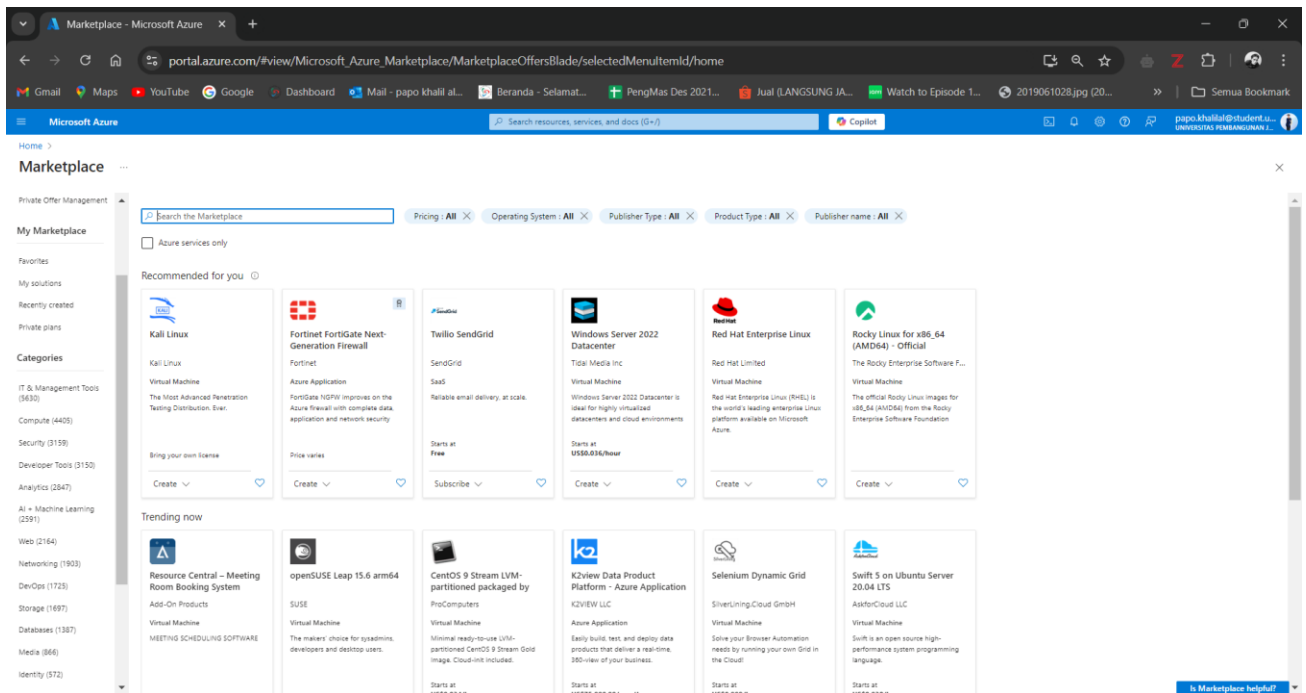 Marketplace - Microsoft Azure
portal.azure.com/#view/Microsoft_Azure_Marketplace/MarketplaceOffersBlade/selectedMenuItemId/home
Gmail Maps YouTube Google Dashboard Mail - papo khalil al... Beranda - Selamat... PengMas Des 2021... Jual (LANGSUNG JA... Watch to Episode 1... 2019061028.jpg (20... » Semua Bookmark
Microsoft Azure
Search resources, services, and docs (G+/)
Copilot
papo.khalilal@student.u...
UNIVERSITAS PEMBANGUNAN J...
Home >
Marketplace ...
Private Offer Management
My Marketplace
Favorites
My solutions
Recently created
Private plans
Categories
IT & Management Tools
(5630)
Compute (4405)
Security (3159)
Developer Tools (3150)
Analytics (2847)
AI + Machine Learning
(2591)
Web (2164)
Networking (1903)
DevOps (1725)
Storage (1697)
Databases (1387)
Media (866)
Identity (572)
Search the Marketplace
Pricing : All
Operating System : All
Publisher Type : All
Product Type : All
Publisher name : All
Azure services only
Recommended for you
Kali Linux
Kali Linux
Virtual Machine
The Most Advanced Penetration
Testing Distribution. Ever.
Bring your own license
Create
Fortinet FortiGate Next-
Generation Firewall
Fortinet
Azure Application
FortiGate NGFW improves on the
Azure firewall with complete data,
application and network security
Price varies
Create
SendGrid
Twilio SendGrid
SendGrid
SaaS
Reliable email delivery, at scale.
Starts at
Free
Subscribe
Windows Server 2022
Datacenter
Tidal Media Inc
Virtual Machine
Windows Server 2022 Datacenter is
ideal for highly virtualized
datacenters and cloud environments
Starts at
US$0.036/hour
Create
Red Hat
Red Hat Enterprise Linux
Red Hat Limited
Virtual Machine
Red Hat Enterprise Linux (RHEL) is
the world's leading enterprise Linux
platform available on Microsoft
Azure.
Create
Rocky Linux for x86_64
(AMD64) - Official
The Rocky Enterprise Software F...
Virtual Machine
The official Rocky Linux images for
x86_64 (AMD64) from the Rocky
Enterprise Software Foundation
Create
Trending now
Resource Central – Meeting
Room Booking System
Add-On Products
Virtual Machine
MEETING SCHEDULING SOFTWARE
openSUSE Leap 15.6 arm64
SUSE
Virtual Machine
The makers' choice for sysadmins,
developers and desktop users.
CentOS 9 Stream LVM-
partitioned packaged by
ProComputers
Virtual Machine
Minimal ready-to-use LVM-
partitioned CentOS 9 Stream Gold
image. Cloud-init included.
Starts at
k2
K2view Data Product
Platform - Azure Application
K2VIEW LLC
Azure Application
Easily build, test, and deploy data
products that deliver a real-time,
360-view of your business.
Starts at
Selenium Dynamic Grid
SilverLining.Cloud GmbH
Virtual Machine
Solve your Browser Automation
needs by running your own Grid in
the Cloud!
Starts at
Swift 5 on Ubuntu Server
20.04 LTS
AskforCloud LLC
Virtual Machine
Swift is an open source high-
performance system programming
language.
Starts at
Is Marketplace helpful?